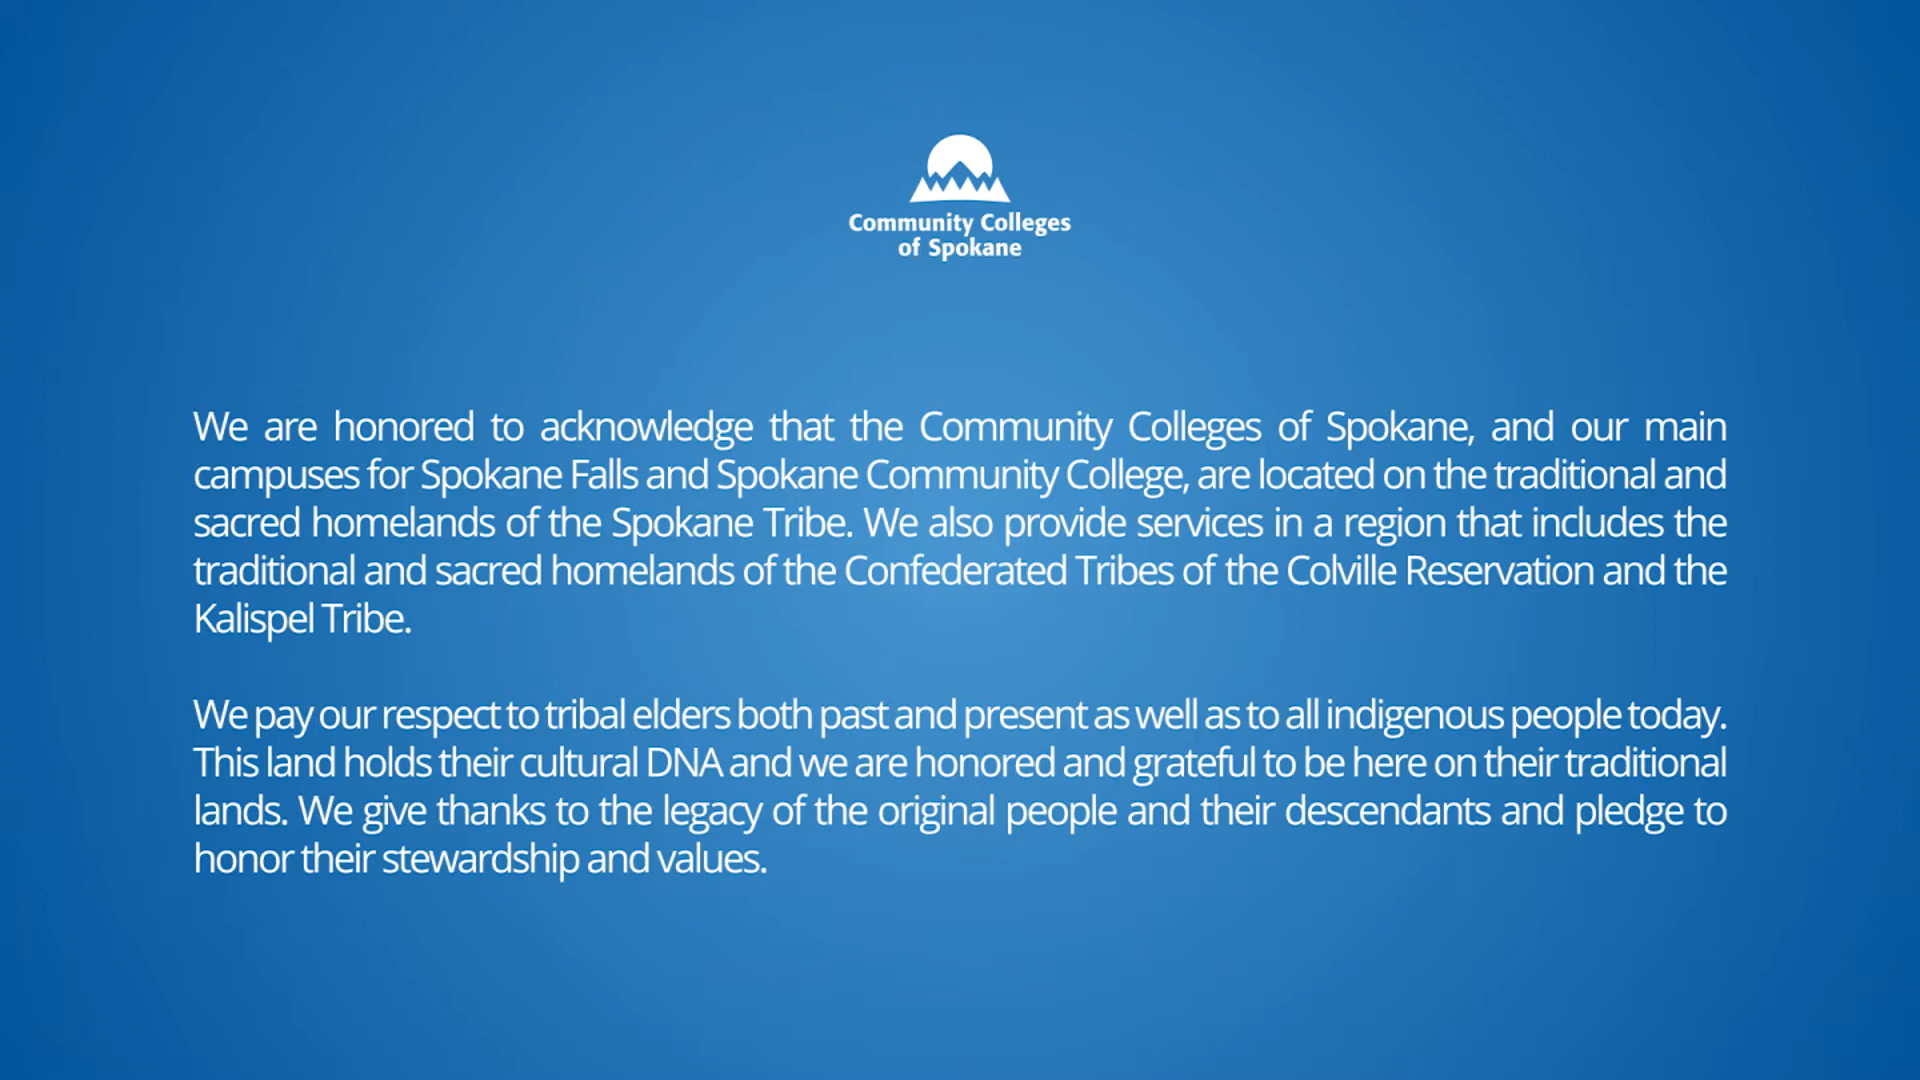 Community Colleges
of Spokane
We are honored to acknowledge that the Community Colleges of Spokane, and our main
campuses for Spokane Falls and Spokane Community College, are located on the traditional and
sacred homelands of the Spokane Tribe. We also provide services in a region that includes the
traditional and sacred homelands of the Confederated Tribes of the Colville Reservation and the
Kalispel Tribe.
We pay our respect to tribal elders both past and present as well as to all indigenous people today.
This land holds their cultural DNA and we are honored and grateful to be here on their traditional
lands. We give thanks to the legacy of the original people and their descendants and pledge to
honor their stewardship and values.